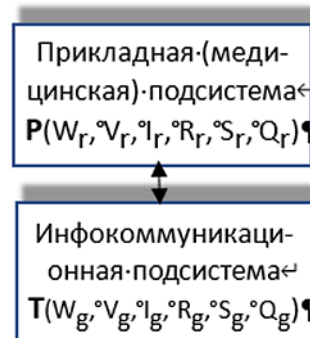 Прикладная·(меди-
цинская)·подсистема↵
P(Wr,°Vr,°Ir,°Rr,°Sr,°Qr)¶
Инфокоммуникаци-
онная·подсистема↵
T(Wg,°Vg,°Ig,°Rg,°Sg,°Qg)¶